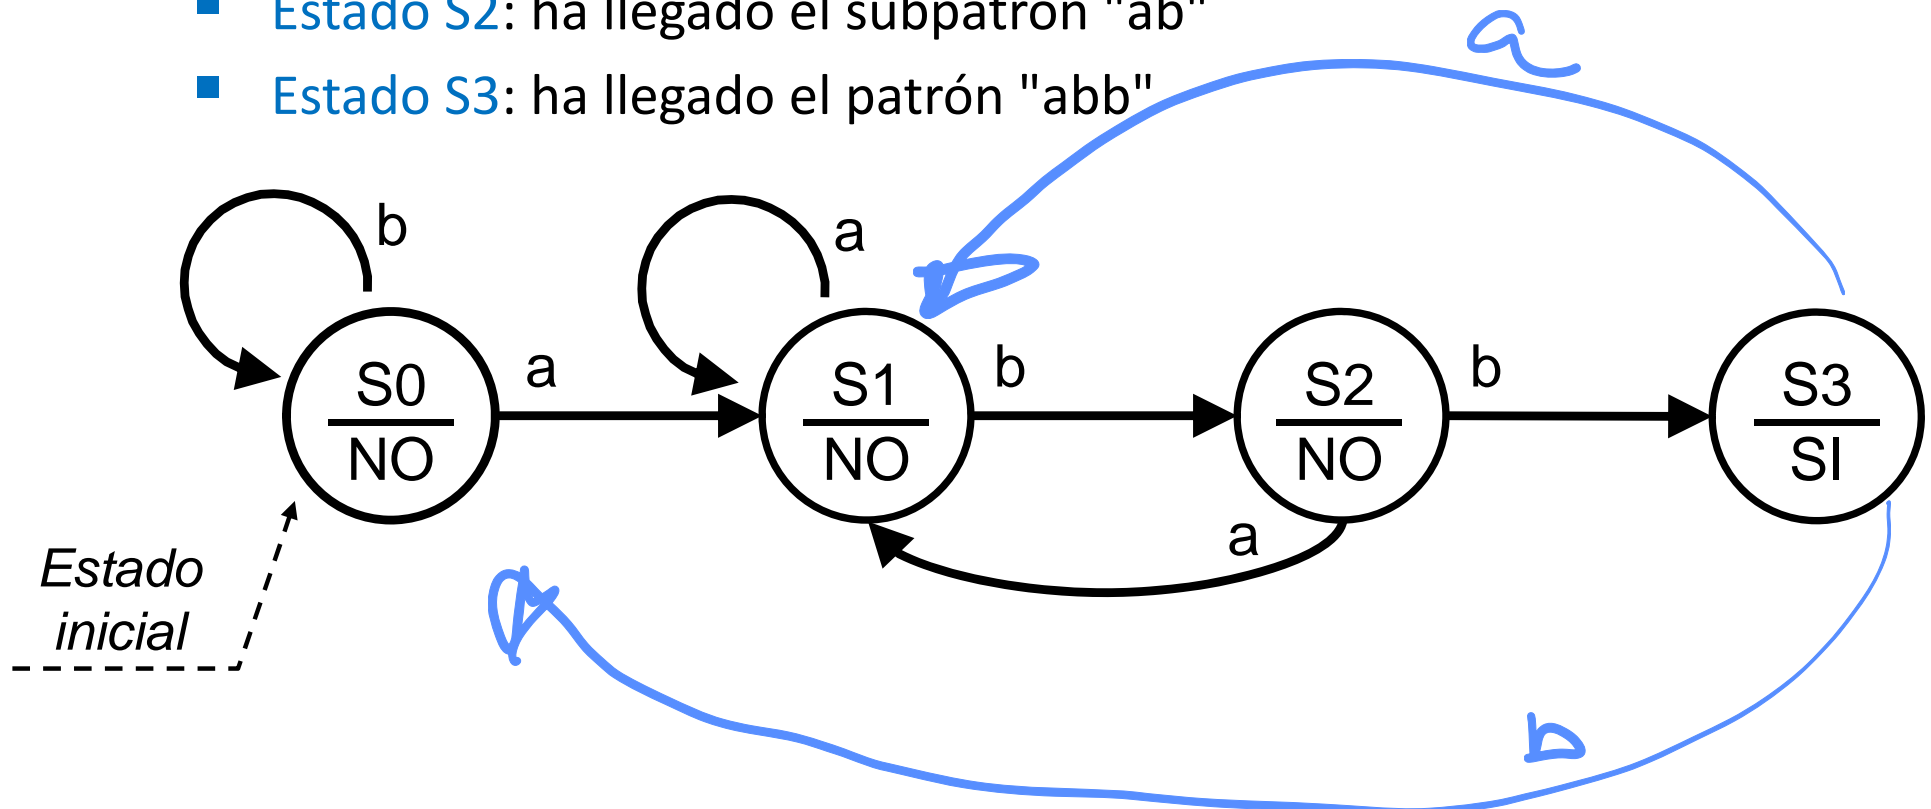 Estado S2: ha llegado el subpatrón "ab"
Estado S3: ha llegado el patrón "abb"
a
b
a
S0
NO
a
S1
NO
b
S2
NO
b
S3
SI
a
Estado
inicial
b